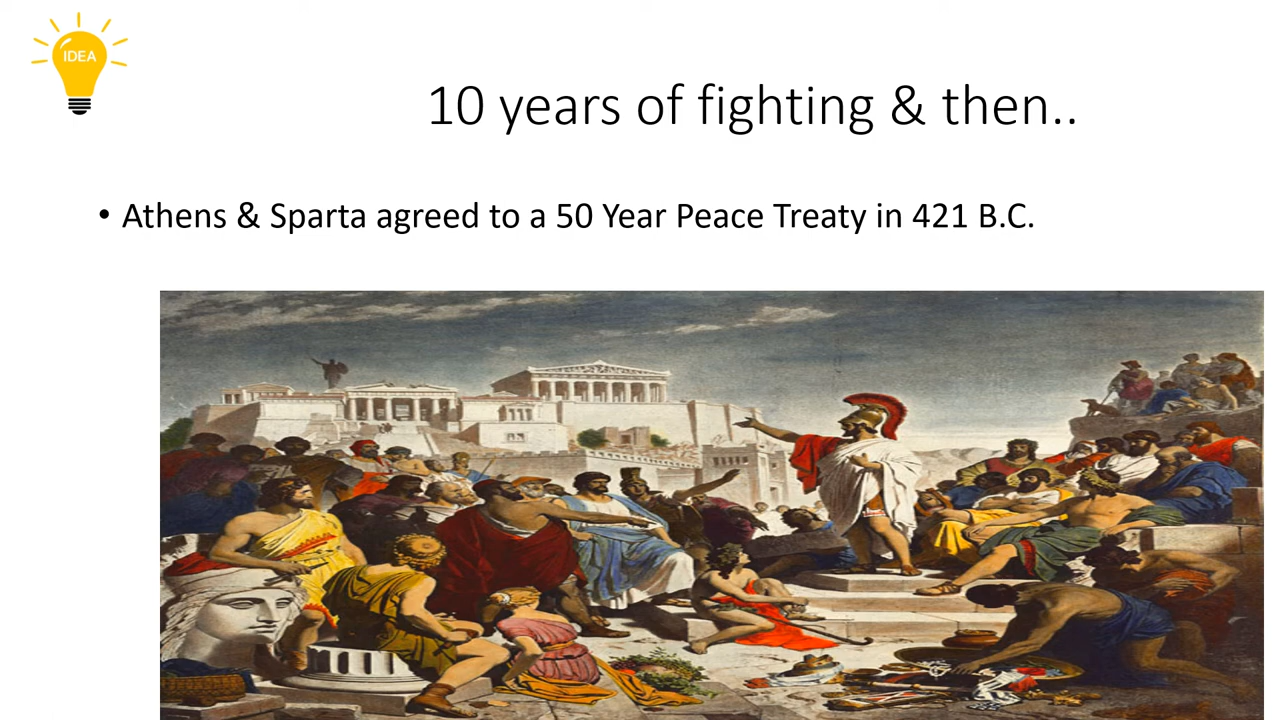 IDEA
10 years of fighting & then..
• Athens & Sparta agreed to a 50 Year Peace Treaty in 421 B.C.